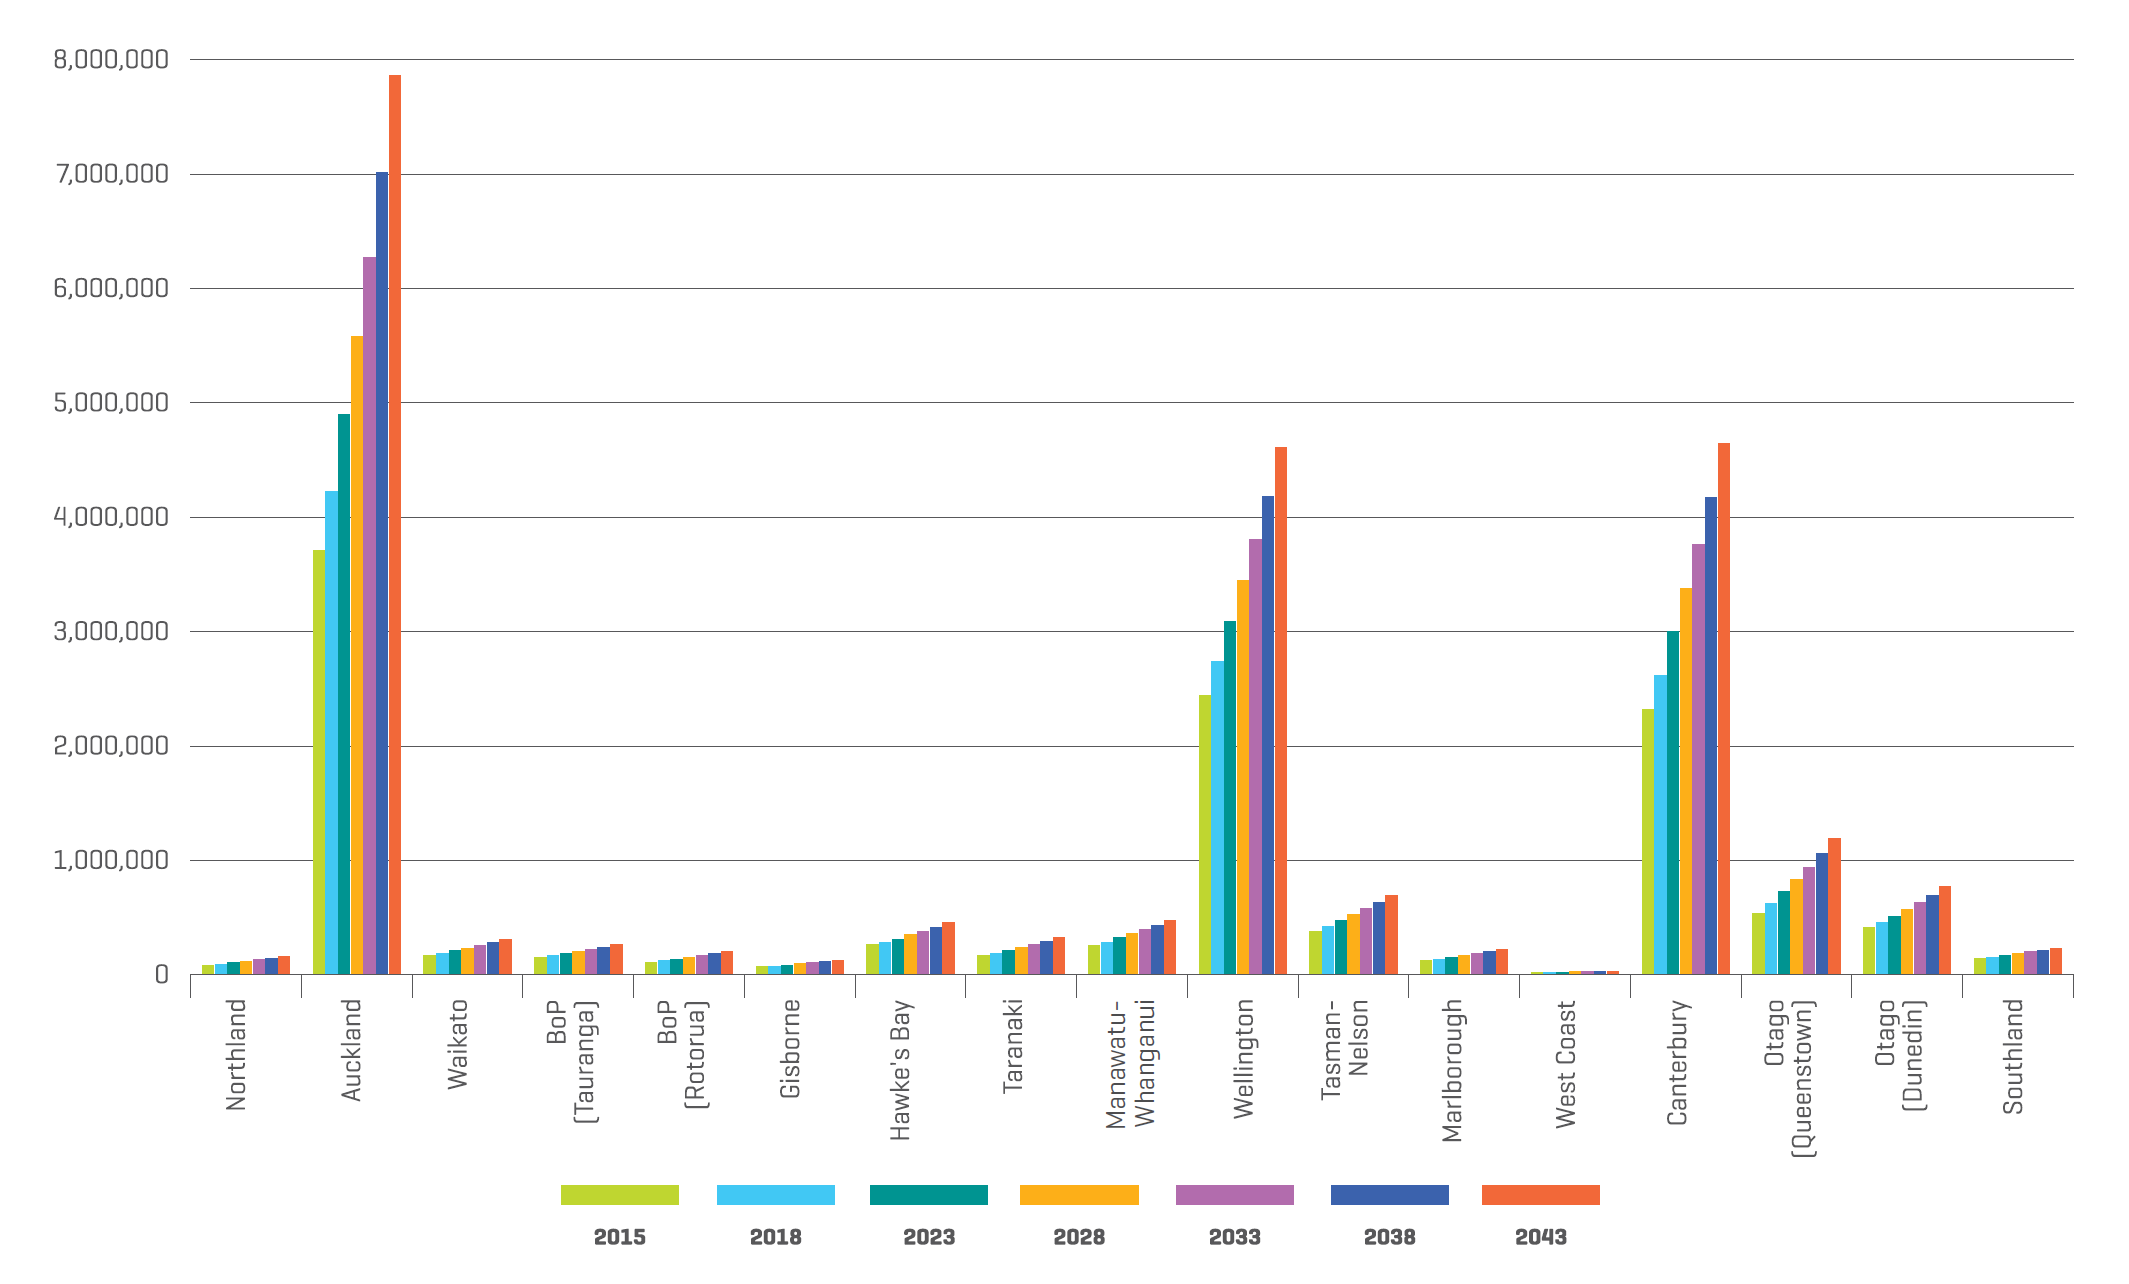 8,000,000
7,000,000
6,000,000
5,000,000
4,000,000
3,000,000
2,000,000
1,000,000
0
Northland
Auckland
Waikato
BoP
[Tauranga]
BoP
[Rotorua]
Gisborne
Hawke's Bay
Taranaki
Manawatu-
Whanganui
Wellington
Tasman-
Nelson
Marlborough
West Coast
Canterbury
Otago
[Queenstown]
Otago
[Dunedin]
Southland
2015
2018
2023
2028
2033
2038
2043